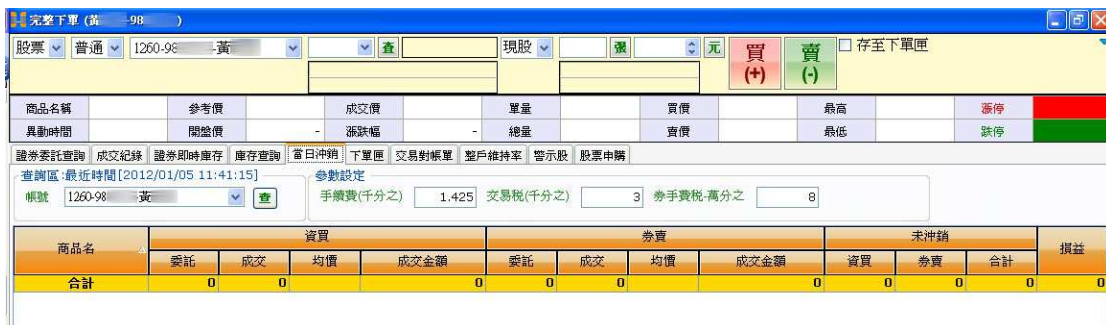 完整下單 (黃 -98 )
股票 普通 1260-98 -黃 查 現股 張 元 買 (+) 賣 (-) 存至下單匣
商品名稱 參考價 成交價 單量 買價 最高 漲停
異動時間 開盤價 - 漲跌幅 - 總量 賣價 最低 跌停
證券委託查詢 成交紀錄 證券即時庫存 庫存查詢 當日沖銷 下單匣 交易對帳單 整戶維持率 警示股 股票申購
查詢區:最近時間[2012/01/05 11:41:15] 參數設定
帳號 1260-98 -黃 查 手續費(千分之) 1.425 交易稅(千分之) 3 券手費稅-萬分之 8
商品名 資買 券賣 未沖銷 損益
委託 成交 均價 成交金額 委託 成交 均價 成交金額 資買 券賣 合計
合計 0 0 0 0 0 0 0 0 0 0